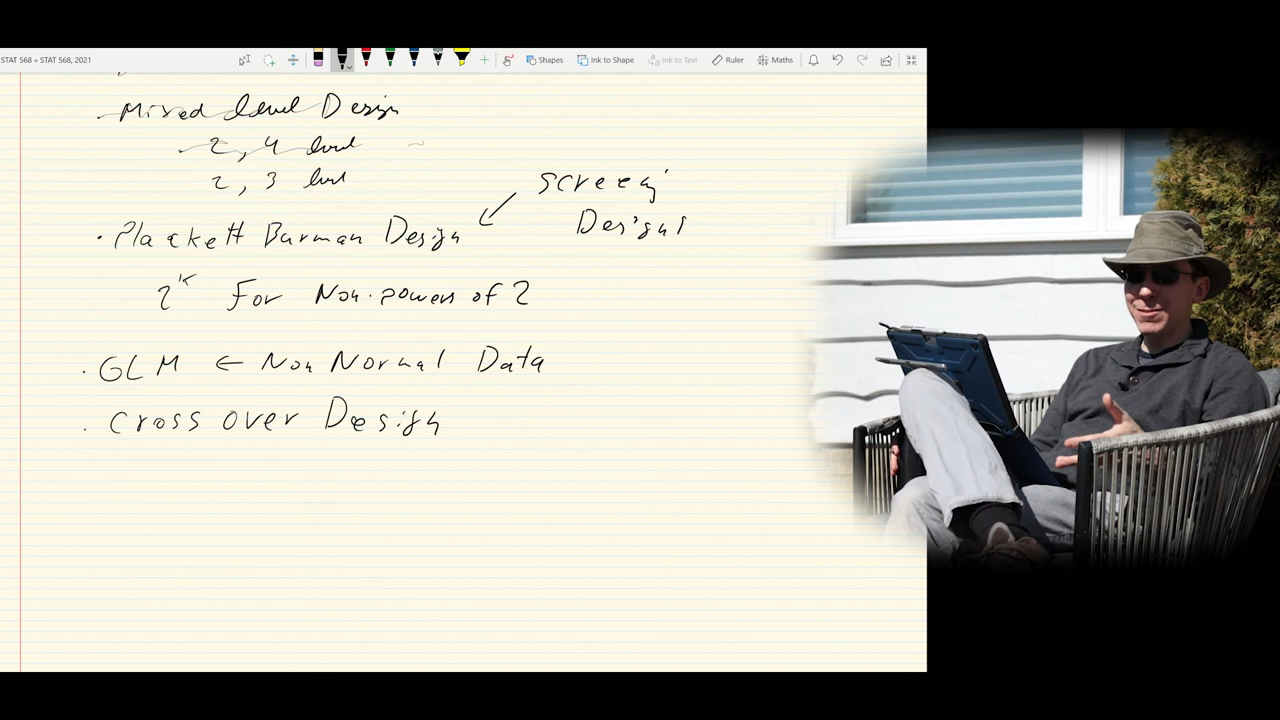 STAT 568 » STAT 568, 2021
Shapes
Ink to Shape
Ink to Text
Ruler
Maths
· Mixed level Design
· 2, 4 level
2, 3 level
screeng
Designs
· Plackett Burman Design
2^k For Non-powers of 2
· GLM ← Non Normal Data
· Cross over Design